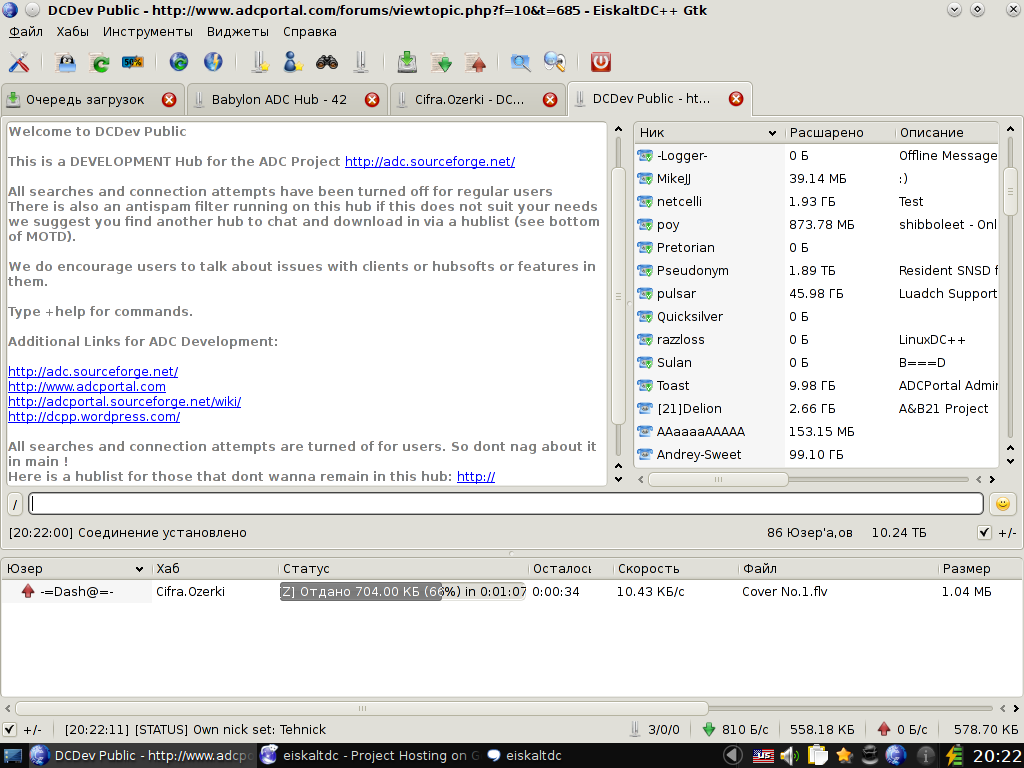 DCDev Public - http://www.adcportal.com/forums/viewtopic.php?f=10&t=685 - EiskaltDC++ Gtk
Файл Хабы Инструменты Виджеты Справка
56%
Очередь загрузок
Babylon ADC Hub - 42
Cifra.Ozerki - DC...
DCDev Public - ht...
Welcome to DCDev Public
This is a DEVELOPMENT Hub for the ADC Project http://adc.sourceforge.net/
All searches and connection attempts have been turned off for regular users
There is also an antispam filter running on this hub if this does not suit your needs
we suggest you find another hub to chat and download in via a hublist (see bottom
of MOTD).
We do encourage users to talk about issues with clients or hubsofts or features in
them.
Type +help for commands.
Additional Links for ADC Development:
http://adc.sourceforge.net/
http://www.adcportal.com
http://adcportal.sourceforge.net/wiki/
http://dcpp.wordpress.com/
All searches and connection attempts are turned of for users. So dont nag about it
in main !
Here is a hublist for those that dont wanna remain in this hub: http://
Ник Расшарено Описание
-Logger- 0 Б Offline Message
MikeJJ 39.14 МБ :)
netcelli 1.93 ГБ Test
poy 873.78 МБ shibboleet - Onl
Pretorian 0 Б
Pseudonym 1.89 ТБ Resident SNSD f
pulsar 45.98 ГБ Luadch Support
Quicksilver 0 Б
razzloss 0 Б LinuxDC++
Sulan 0 Б B===D
Toast 9.98 ГБ ADCPortal Admin
[21]Delion 2.66 ГБ A&B21 Project
AAaaaaAAAAA 153.15 МБ
Andrey-Sweet 99.10 ГБ
/
[20:22:00] Соединение установлено 86 Юзер'а,ов 10.24 ТБ +/-
Юзер Хаб Статус Осталось Скорость Файл Размер
-=Dash@=- Cifra.Ozerki Z] Отдано 704.00 КБ (66%) in 0:01:07 0:00:34 10.43 КБ/с Cover No.1.flv 1.04 МБ
+/- [20:22:11] [STATUS] Own nick set: Tehnick 3/0/0 810 Б/с 558.18 КБ 0 Б/с 578.70 КБ
DCDev Public - http://www.adcpo
eiskaltdc - Project Hosting on G
eiskaltdc
20:22